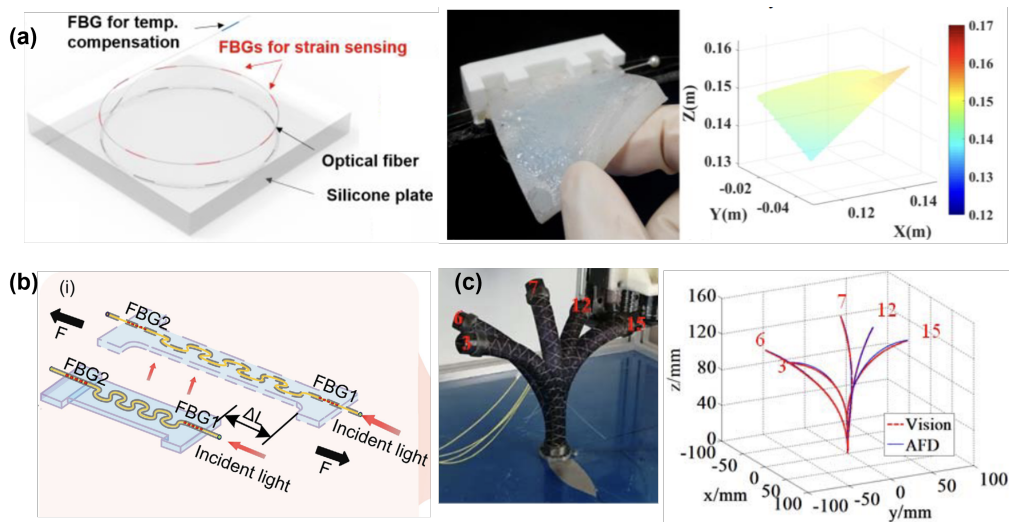 (a)
FBG for temp.
compensation
FBGs for strain sensing
Optical fiber
Silicone plate
0.16
0.15
0.14
0.13
Z(m)
-0.02
-0.04
Y(m)
0.12
0.14
X(m)
0.17
0.16
0.15
0.14
0.13
0.12
(b)
(i)
F
FBG2
FBG1
FBG2
FBG1
ΔL
Incident light
Incident light
F
(c)
7
12
6
15
3
160
120
80
40
0
z/mm
-100
-50
0
50
100
x/mm
-100
-50
0
50
100
y/mm
7
12
15
6
3
Vision
AFD